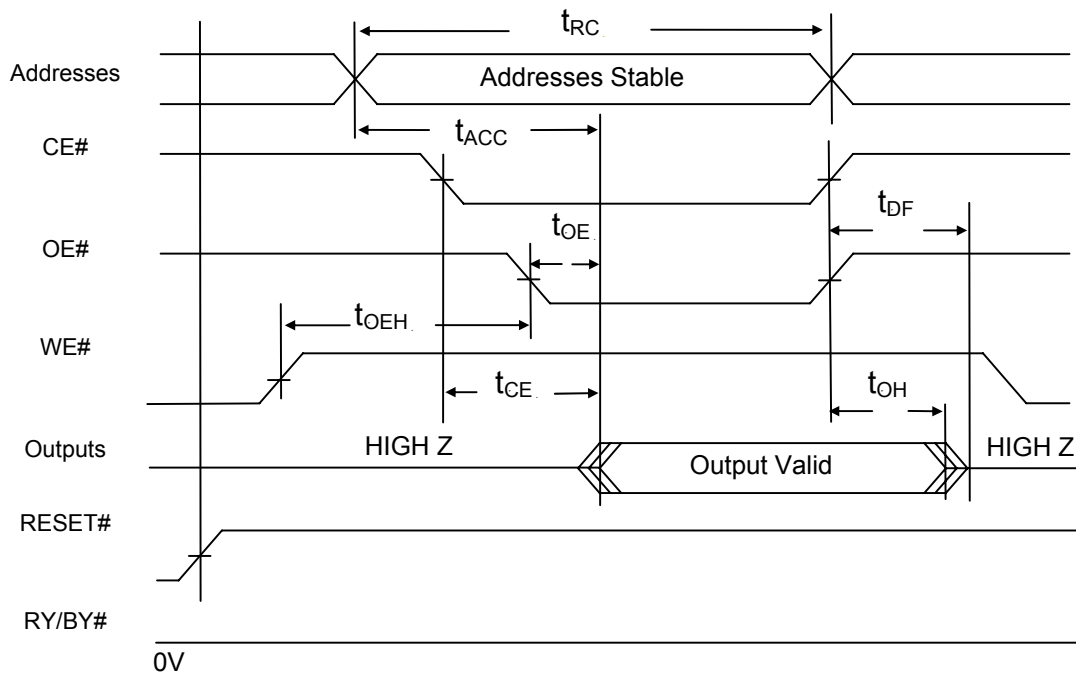 tRC
Addresses
Addresses Stable
tACC
CE#
tDF
tOE
OE#
tOEH
WE#
tCE
tOH
Outputs
HIGH Z
Output Valid
HIGH Z
RESET#
RY/BY#
0V